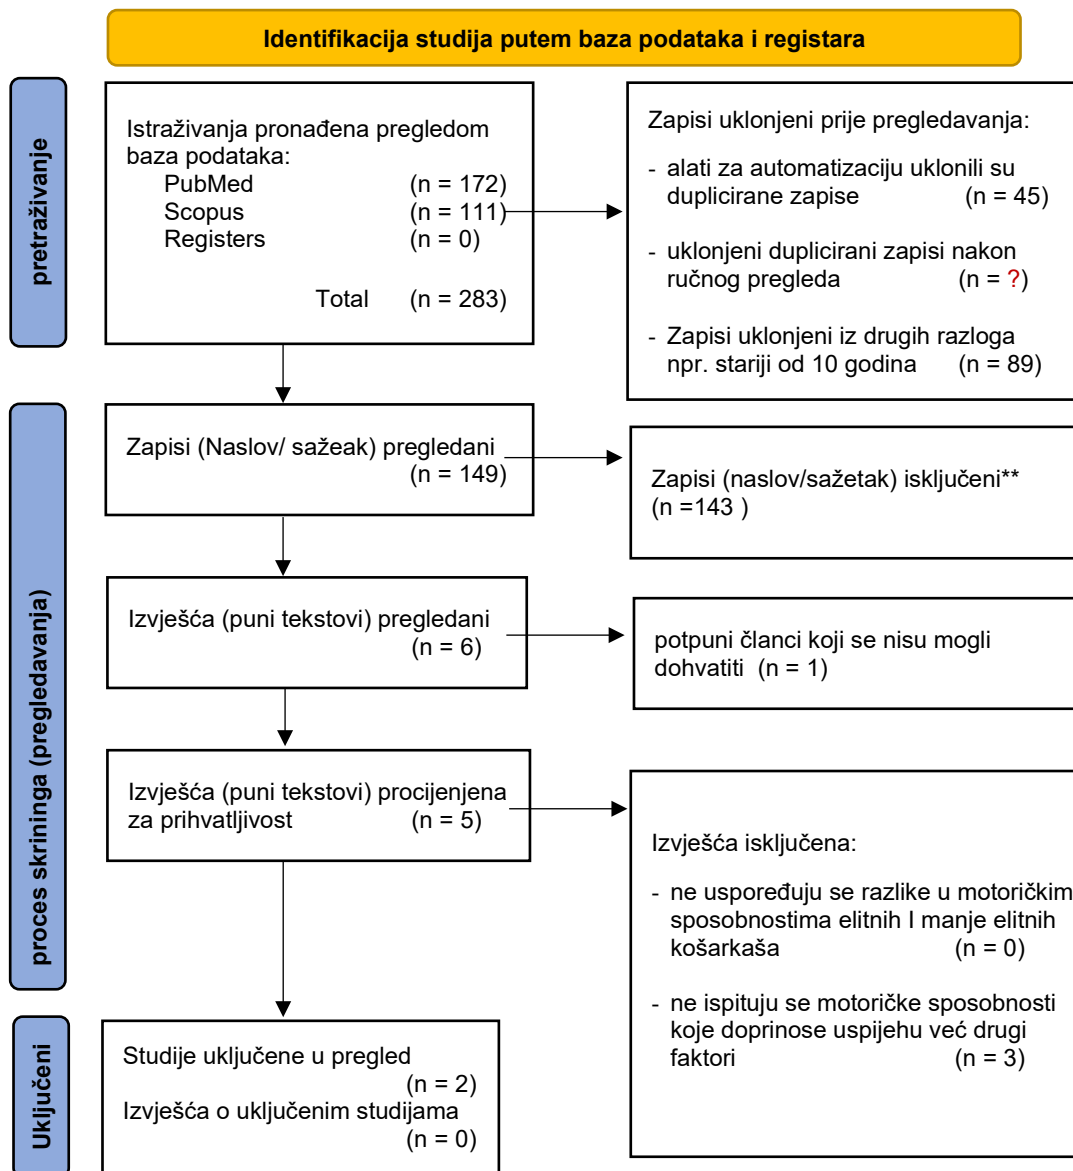 Identifikacija studija putem baza podataka i registara
pretraživanje
Istraživanja pronađena pregledom
baza podataka:
PubMed (n = 172)
Scopus (n = 111)
Registers (n = 0)
Total (n = 283)
Zapisi uklonjeni prije pregledavanja:
- alati za automatizaciju uklonili su
duplicirane zapise (n = 45)
- uklonjeni duplicirani zapisi nakon
ručnog pregleda (n = ?)
- Zapisi uklonjeni iz drugih razloga
npr. stariji od 10 godina (n = 89)
proces skrininga (pregledavanja)
Zapisi (Naslov/ sažeak) pregledani
(n = 149)
Zapisi (naslov/sažetak) isključeni**
(n =143 )
Izvješća (puni tekstovi) pregledani
(n = 6)
potpuni članci koji se nisu mogli
dohvatiti (n = 1)
Izvješća (puni tekstovi) procijenjena
za prihvatljivost (n = 5)
Izvješća isključena:
- ne uspoređuju se razlike u motoričkim
sposobnostima elitnih I manje elitnih
košarkaša (n = 0)
- ne ispituju se motoričke sposobnosti
koje doprinose uspijehu već drugi
faktori (n = 3)
Uključeni
Studije uključene u pregled
(n = 2)
Izvješća o uključenim studijama
(n = 0)